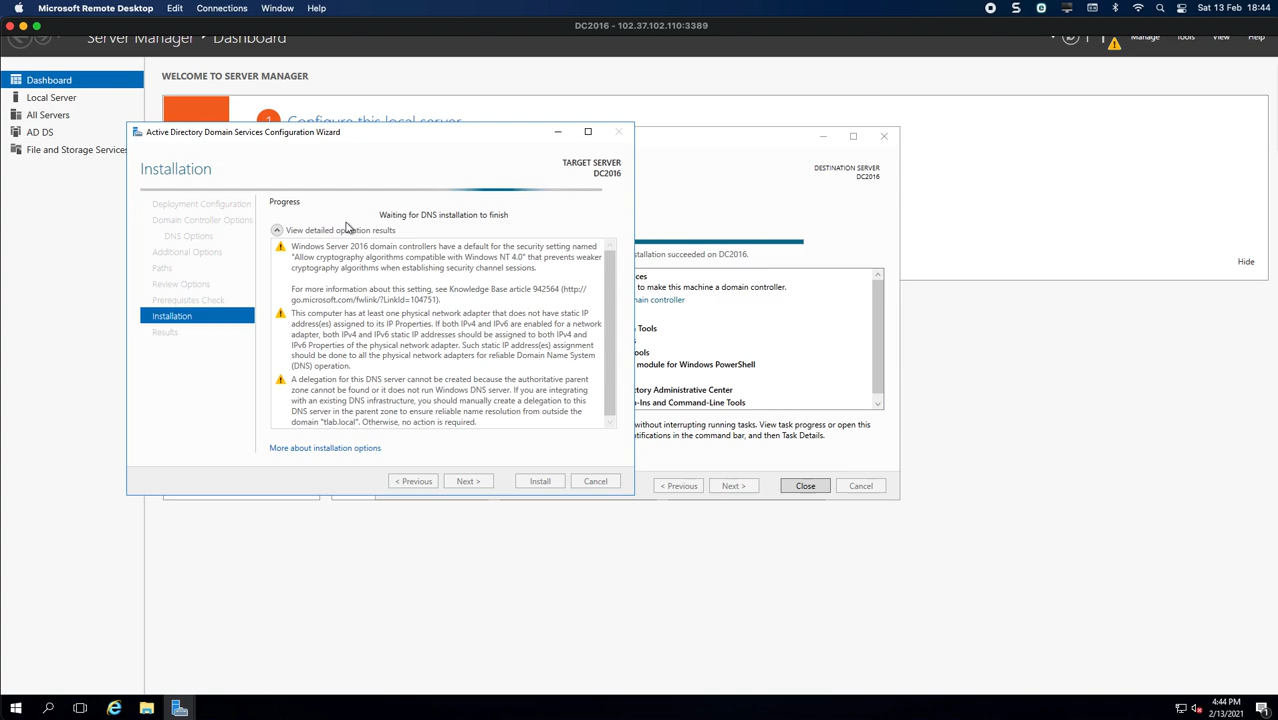 Microsoft Remote Desktop Edit Connections Window Help
Sat 13 Feb 18:44
DC2016 - 102.37.102.110:3389
Server Manager Dashboard
Manage Tools View Help
Dashboard
Local Server
All Servers
AD DS
File and Storage Services
WELCOME TO SERVER MANAGER
1 Configure this local server
Hide
Active Directory Domain Services Configuration Wizard
Installation
TARGET SERVER
DC2016
Deployment Configuration
Domain Controller Options
DNS Options
Additional Options
Paths
Review Options
Prerequisites Check
Installation
Results
Progress
Waiting for DNS installation to finish
View detailed operation results
Windows Server 2016 domain controllers have a default for the security setting named
"Allow cryptography algorithms compatible with Windows NT 4.0" that prevents weaker
cryptography algorithms when establishing security channel sessions.
For more information about this setting, see Knowledge Base article 942564 (http://
go.microsoft.com/fwlink/?LinkId=104751).
This computer has at least one physical network adapter that does not have static IP
address(es) assigned to its IP Properties. If both IPv4 and IPv6 are enabled for a network
adapter, both IPv4 and IPv6 static IP addresses should be assigned to both IPv4 and
IPv6 Properties of the physical network adapter. Such static IP address(es) assignment
should be done to all the physical network adapters for reliable Domain Name System
(DNS) operation.
A delegation for this DNS server cannot be created because the authoritative parent
zone cannot be found or it does not run Windows DNS server. If you are integrating
with an existing DNS infrastructure, you should manually create a delegation to this
DNS server in the parent zone to ensure reliable name resolution from outside the
domain "tlab.local". Otherwise, no action is required.
More about installation options
< Previous Next > Install Cancel
DESTINATION SERVER
DC2016
stallation succeeded on DC2016.
ces
to make this machine a domain controller.
main controller
Tools
s
ols
module for Windows PowerShell
ctory Administrative Center
p-Ins and Command-Line Tools
without interrupting running tasks. View task progress or open this
notifications in the command bar, and then Task Details.
< Previous Next > Close Cancel
4:44 PM
2/13/2021